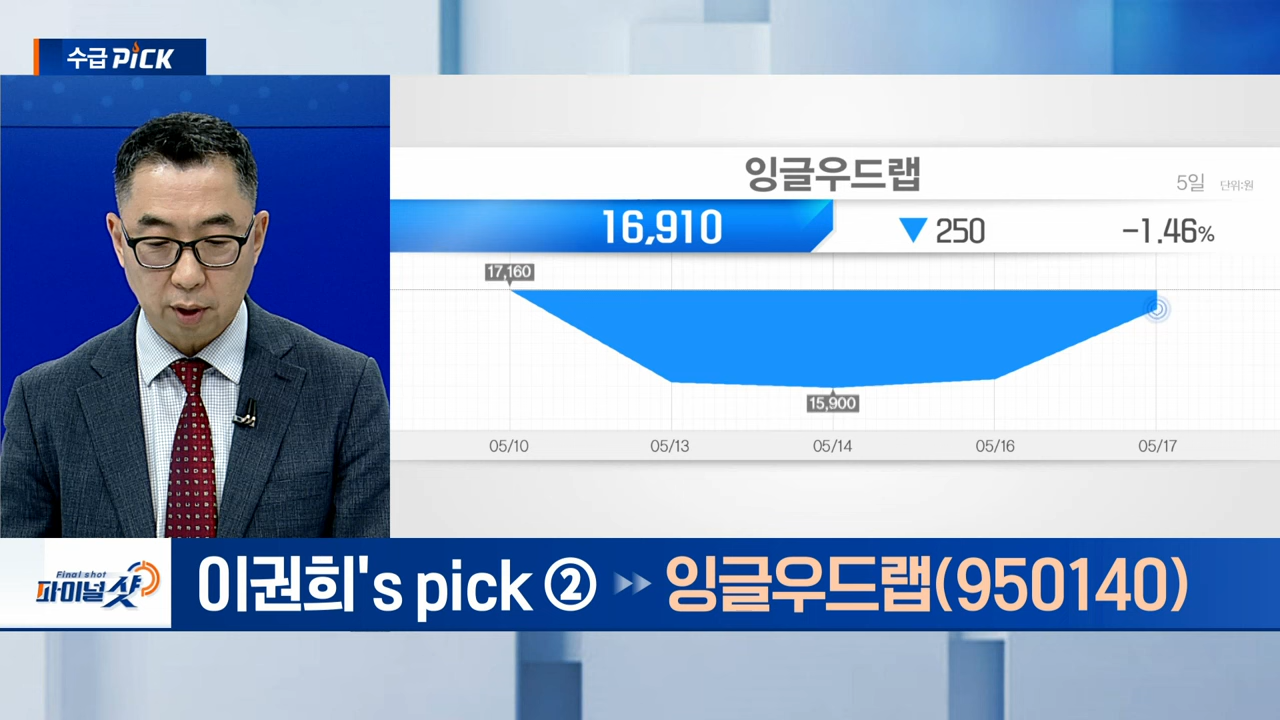 수급 PiCK
잉글우드랩
5일 단위:원
16,910 ▼ 250 -1.46%
17,160
15,900
05/10 05/13 05/14 05/16 05/17
Final shot
파이널샷
이권희's pick ② ▸▸ 잉글우드랩(950140)